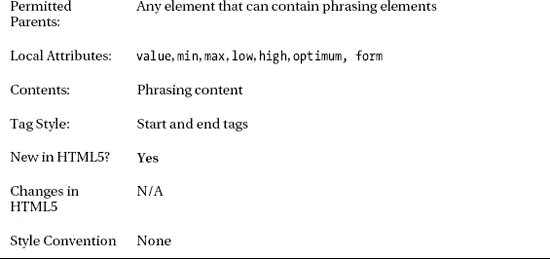 Permitted Parents: Any element that can contain phrasing elements
Local Attributes: value, min, max, low, high, optimum, form
Contents: Phrasing content
Tag Style: Start and end tags
New in HTML5? Yes
Changes in HTML5 N/A
Style Convention None